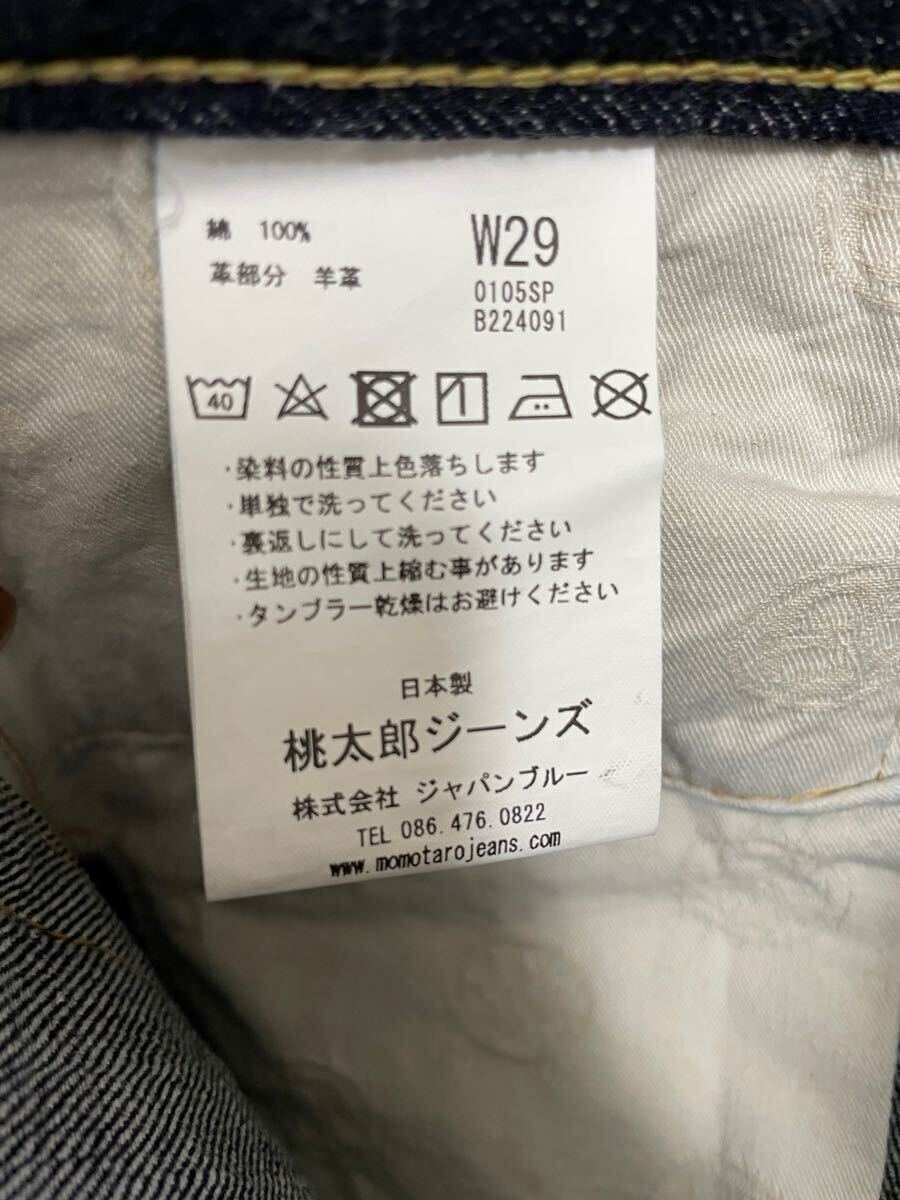 綿 100%
革部分 羊革
W29
0105SP
B224091
40
・染料の性質上色落ちします
・単独で洗ってください
・裏返しにして洗ってください
・生地の性質上縮む事があります
・タンブラー乾燥はお避けください
日本製
桃太郎ジーンズ
株式会社 ジャパンブルー
TEL 086.476.0822
www.momotarojeans.com